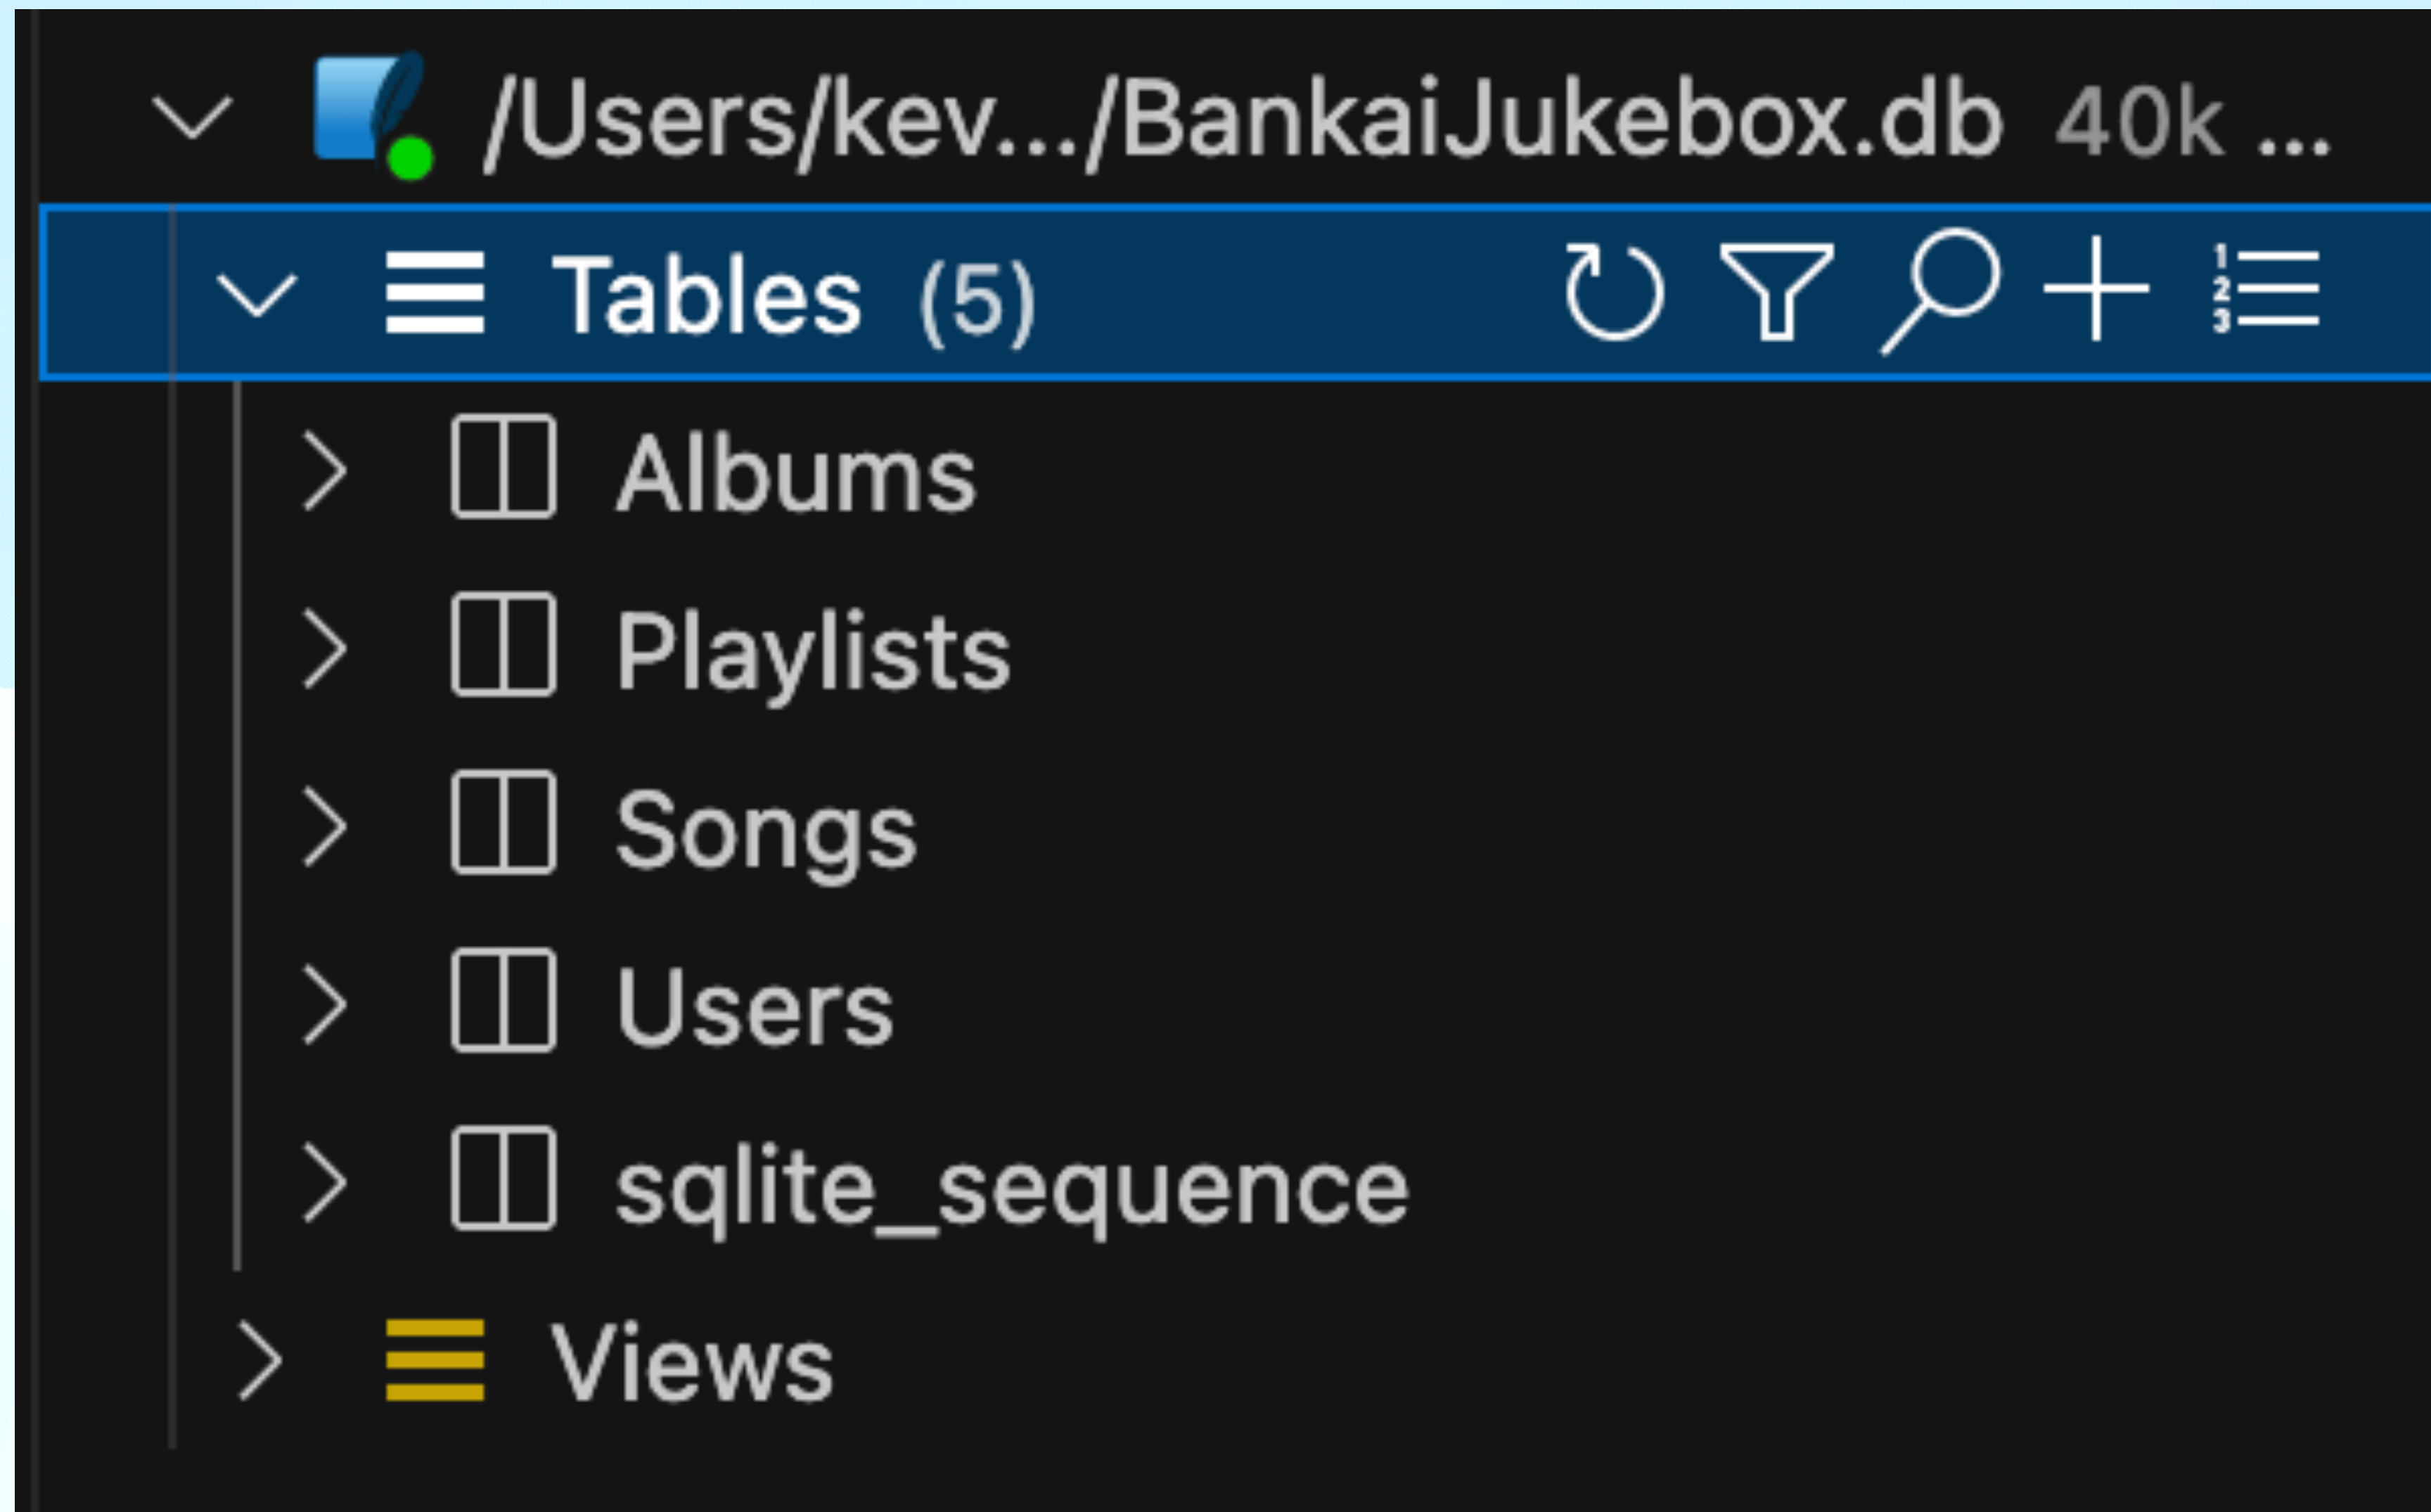 /Users/kev.../BankaiJukebox.db 40k ...
Tables (5)
Albums
Playlists
Songs
Users
sqlite_sequence
Views